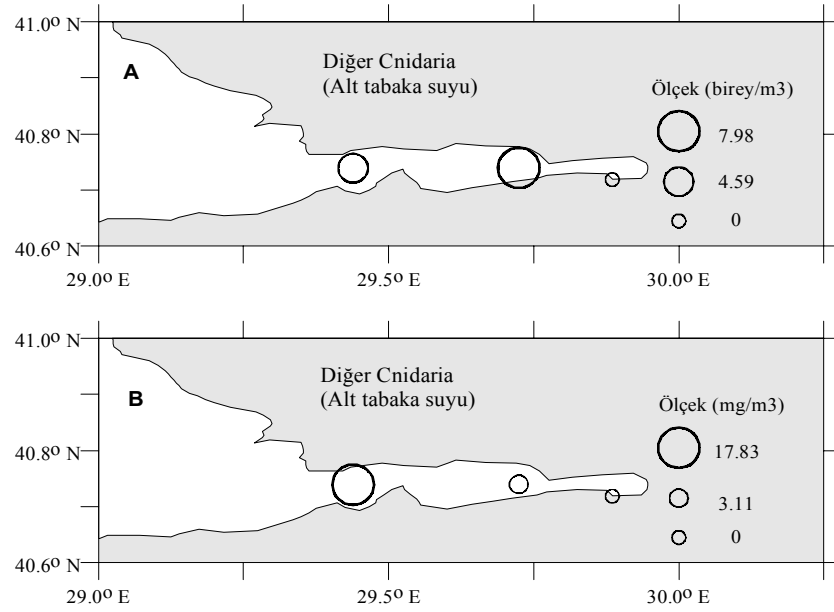 41.0º N
A
Diğer Cnidaria
(Alt tabaka suyu)
Ölçek (birey/m3)
7.98
4.59
0
40.8º N
40.6º N
29.0º E
29.5º E
30.0º E
41.0º N
B
Diğer Cnidaria
(Alt tabaka suyu)
Ölçek (mg/m3)
17.83
3.11
0
40.8º N
40.6º N
29.0º E
29.5º E
30.0º E